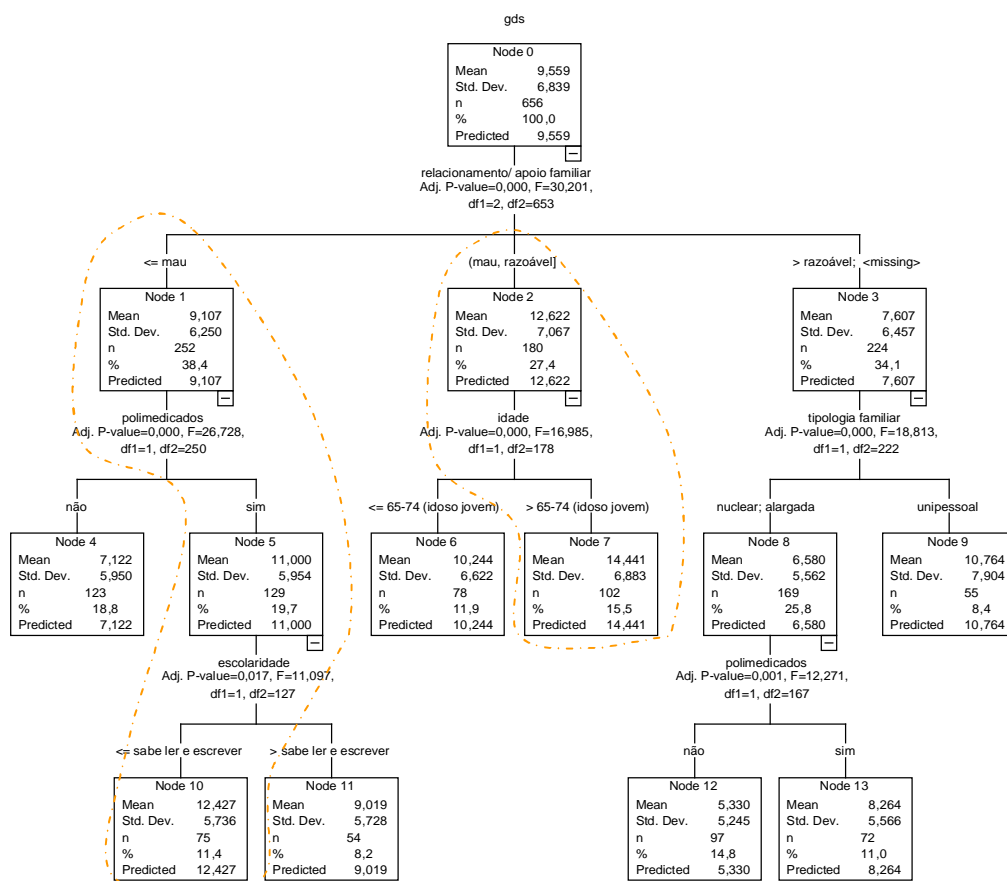 gds
Node 0
Mean 9,559
Std. Dev. 6,839
n 656
% 100,0
Predicted 9,559
relacionamento/ apoio familiar
Adj. P-value=0,000, F=30,201,
df1=2, df2=653
<= mau
(mau, razoável]
> razoável; <missing>
Node 1
Mean 9,107
Std. Dev. 6,250
n 252
% 38,4
Predicted 9,107
Node 2
Mean 12,622
Std. Dev. 7,067
n 180
% 27,4
Predicted 12,622
Node 3
Mean 7,607
Std. Dev. 6,457
n 224
% 34,1
Predicted 7,607
polimedicados
Adj. P-value=0,000, F=26,728,
df1=1, df2=250
idade
Adj. P-value=0,000, F=16,985,
df1=1, df2=178
tipologia familiar
Adj. P-value=0,000, F=18,813,
df1=1, df2=222
não
sim
<= 65-74 (idoso jovem)
> 65-74 (idoso jovem)
nuclear; alargada
unipessoal
Node 4
Mean 7,122
Std. Dev. 5,950
n 123
% 18,8
Predicted 7,122
Node 5
Mean 11,000
Std. Dev. 5,954
n 129
% 19,7
Predicted 11,000
Node 6
Mean 10,244
Std. Dev. 6,622
n 78
% 11,9
Predicted 10,244
Node 7
Mean 14,441
Std. Dev. 6,883
n 102
% 15,5
Predicted 14,441
Node 8
Mean 6,580
Std. Dev. 5,562
n 169
% 25,8
Predicted 6,580
Node 9
Mean 10,764
Std. Dev. 7,904
n 55
% 8,4
Predicted 10,764
escolaridade
Adj. P-value=0,017, F=11,097,
df1=1, df2=127
polimedicados
Adj. P-value=0,001, F=12,271,
df1=1, df2=167
<= sabe ler e escrever
> sabe ler e escrever
não
sim
Node 10
Mean 12,427
Std. Dev. 5,736
n 75
% 11,4
Predicted 12,427
Node 11
Mean 9,019
Std. Dev. 5,728
n 54
% 8,2
Predicted 9,019
Node 12
Mean 5,330
Std. Dev. 5,245
n 97
% 14,8
Predicted 5,330
Node 13
Mean 8,264
Std. Dev. 5,566
n 72
% 11,0
Predicted 8,264